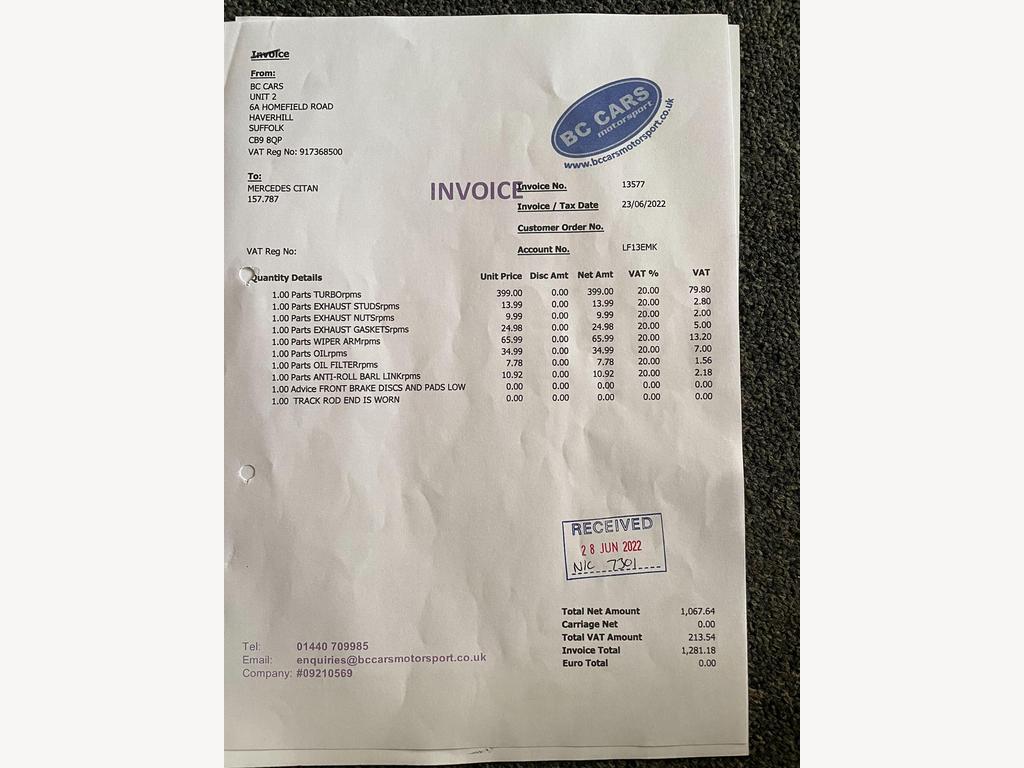 Invoice
From:
BC CARS
UNIT 2
6A HOMEFIELD ROAD
HAVERHILL
SUFFOLK
CB9 8QP
VAT Reg No: 917368500
BC CARS
motorsport
www.bccarsmotorsport.co.uk
To:
MERCEDES CITAN
157.787
INVOICE
Invoice No. 13577
Invoice / Tax Date 23/06/2022
Customer Order No.
VAT Reg No:
Account No. LF13EMK
Quantity Details Unit Price Disc Amt Net Amt VAT % VAT
1.00 Parts TURBOrpms 399.00 0.00 399.00 20.00 79.80
1.00 Parts EXHAUST STUDSrpms 13.99 0.00 13.99 20.00 2.80
1.00 Parts EXHAUST NUTSrpms 9.99 0.00 9.99 20.00 2.00
1.00 Parts EXHAUST GASKETSrpms 24.98 0.00 24.98 20.00 5.00
1.00 Parts WIPER ARMrpms 65.99 0.00 65.99 20.00 13.20
1.00 Parts OILrpms 34.99 0.00 34.99 20.00 7.00
1.00 Parts OIL FILTERrpms 7.78 0.00 7.78 20.00 1.56
1.00 Parts ANTI-ROLL BARL LINKrpms 10.92 0.00 10.92 20.00 2.18
1.00 Advice FRONT BRAKE DISCS AND PADS LOW 0.00 0.00 0.00 0.00 0.00
1.00 TRACK ROD END IS WORN 0.00 0.00 0.00 0.00 0.00
RECEIVED
28 JUN 2022
N/C 7301
Total Net Amount 1,067.64
Carriage Net 0.00
Total VAT Amount 213.54
Invoice Total 1,281.18
Euro Total 0.00
Tel: 01440 709985
Email: enquiries@bccarsmotorsport.co.uk
Company: #09210569